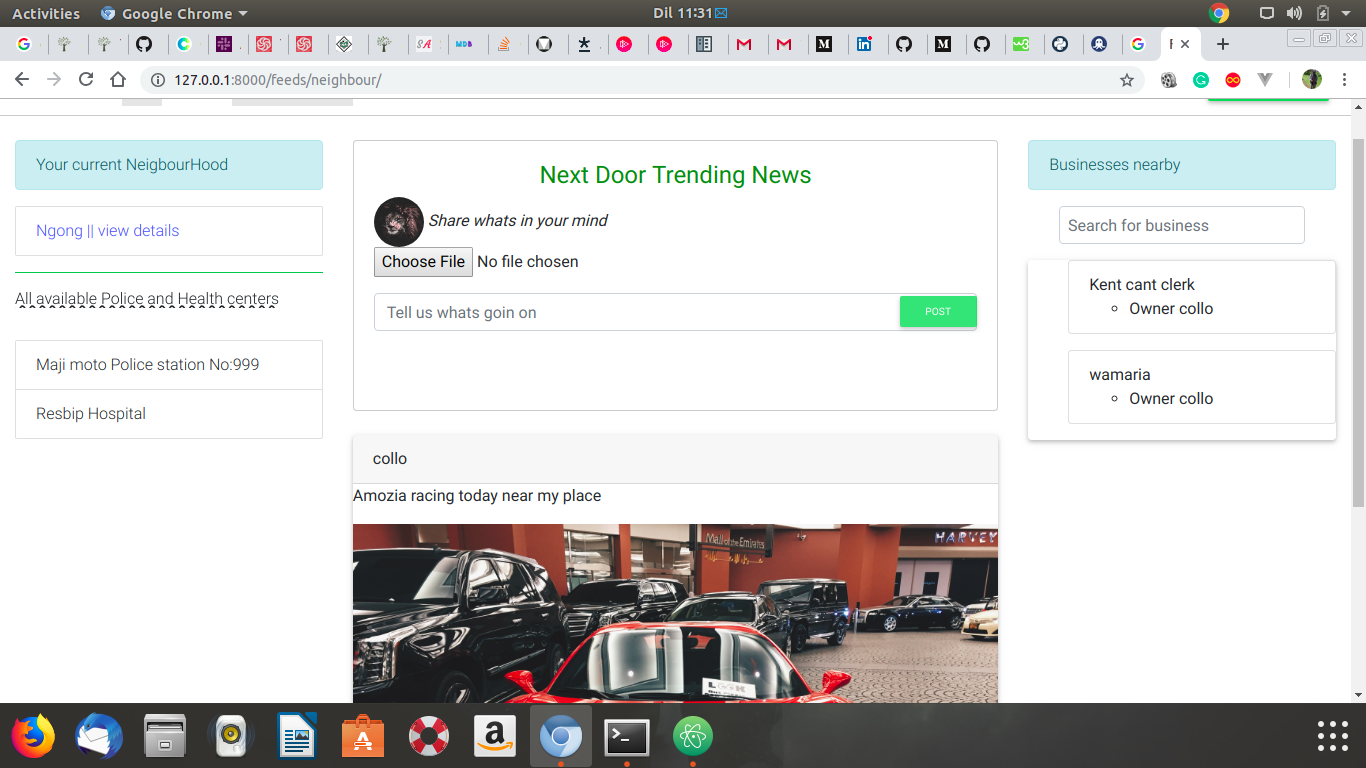 Activities Google Chrome Dil 11:31
127.0.0.1:8000/feeds/neighbour/
Your current NeigbourHood
Ngong || view details
All available Police and Health centers
Maji moto Police station No:999
Resbip Hospital
Next Door Trending News
Share whats in your mind
Choose File No file chosen
Tell us whats goin on
POST
collo
Amozia racing today near my place
Mall of the Emirates
HARVEY
Businesses nearby
Search for business
Kent cant clerk
Owner collo
wamaria
Owner collo